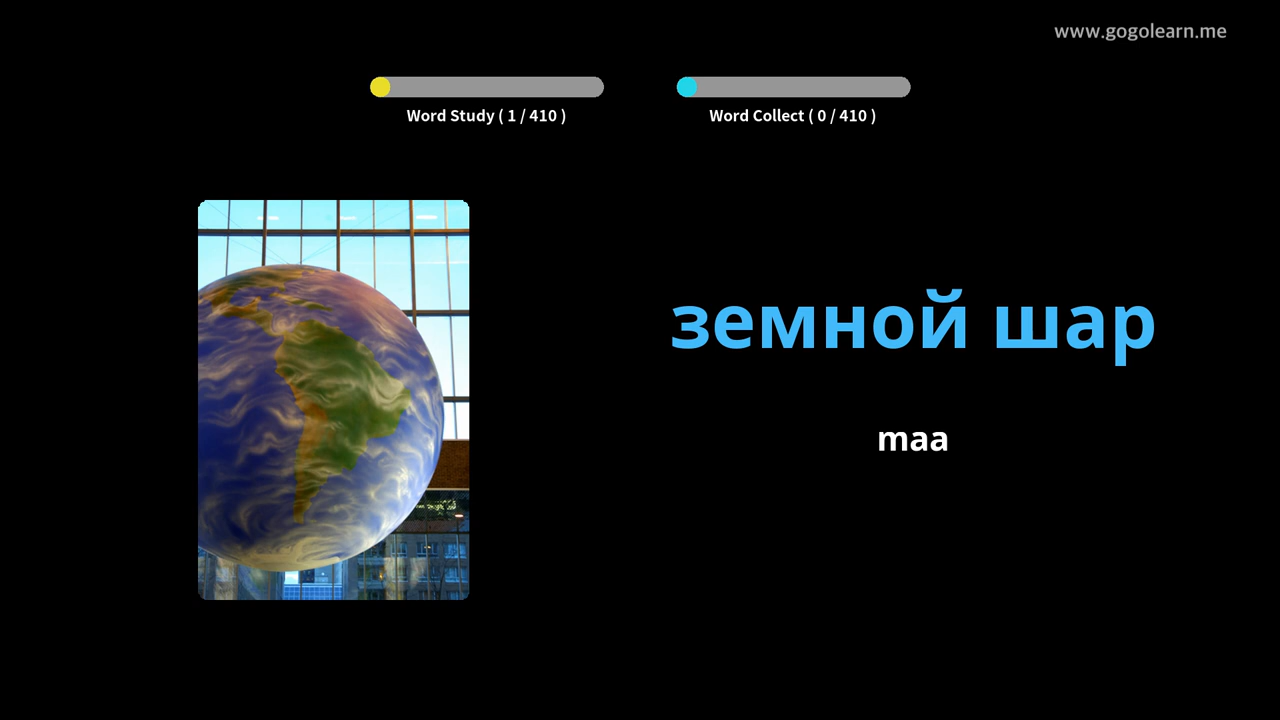 www.gogolearn.me
Word Study ( 1 / 410 )
Word Collect ( 0 / 410 )
земной шар
maa